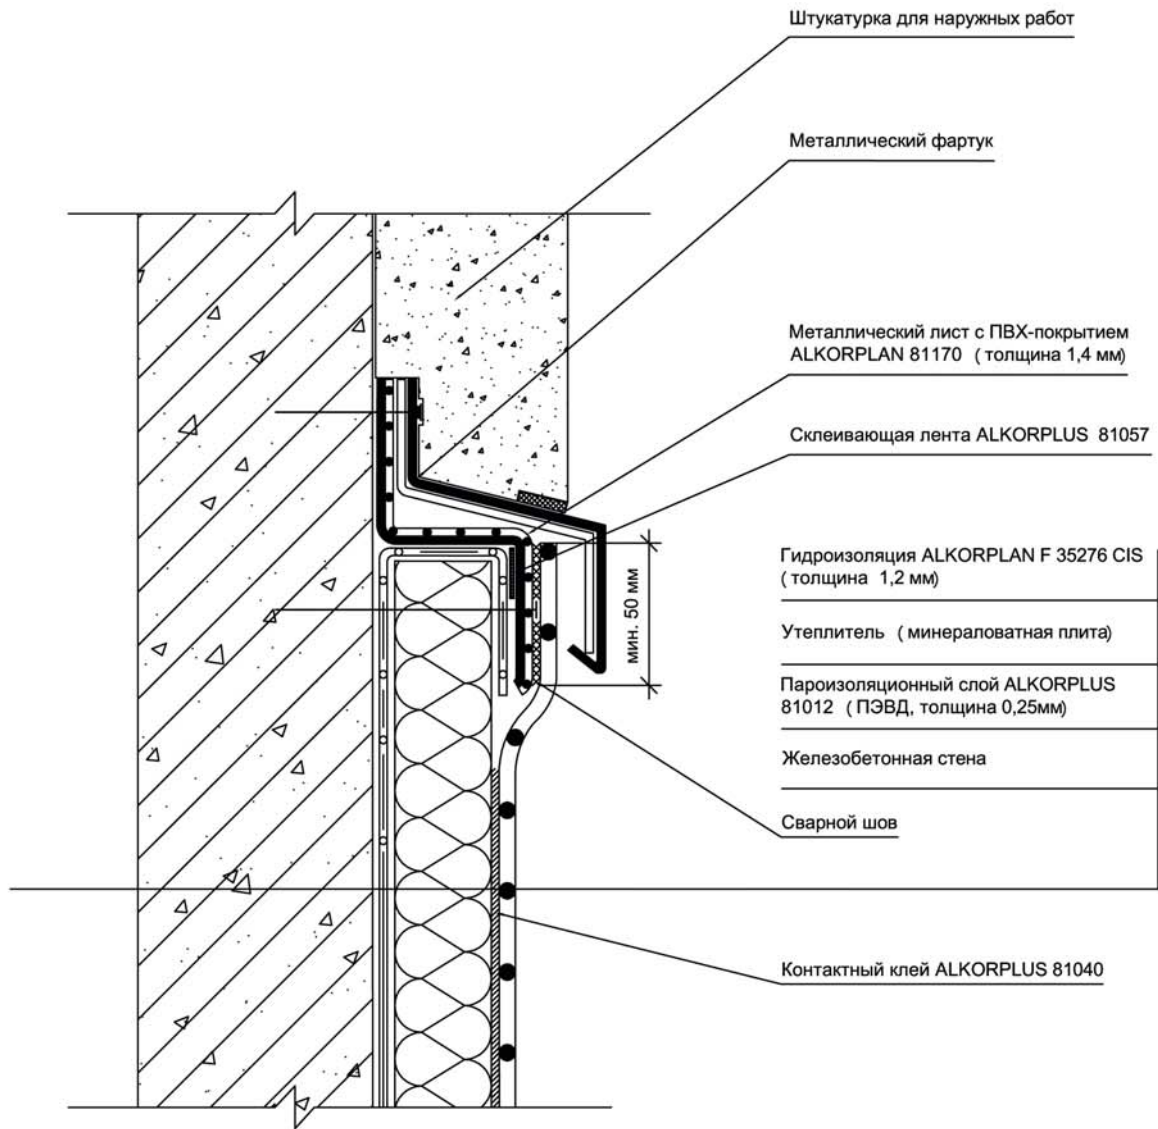 Штукатурка для наружных работ
Металлический фартук
Металлический лист с ПВХ-покрытием
ALKORPLAN 81170 ( толщина 1,4 мм)
Склеивающая лента ALKORPLUS 81057
мин. 50 мм
Гидроизоляция ALKORPLAN F 35276 CIS
( толщина 1,2 мм)
Утеплитель ( минераловатная плита)
Пароизоляционный слой ALKORPLUS
81012 ( ПЭВД, толщина 0,25мм)
Железобетонная стена
Сварной шов
Контактный клей ALKORPLUS 81040